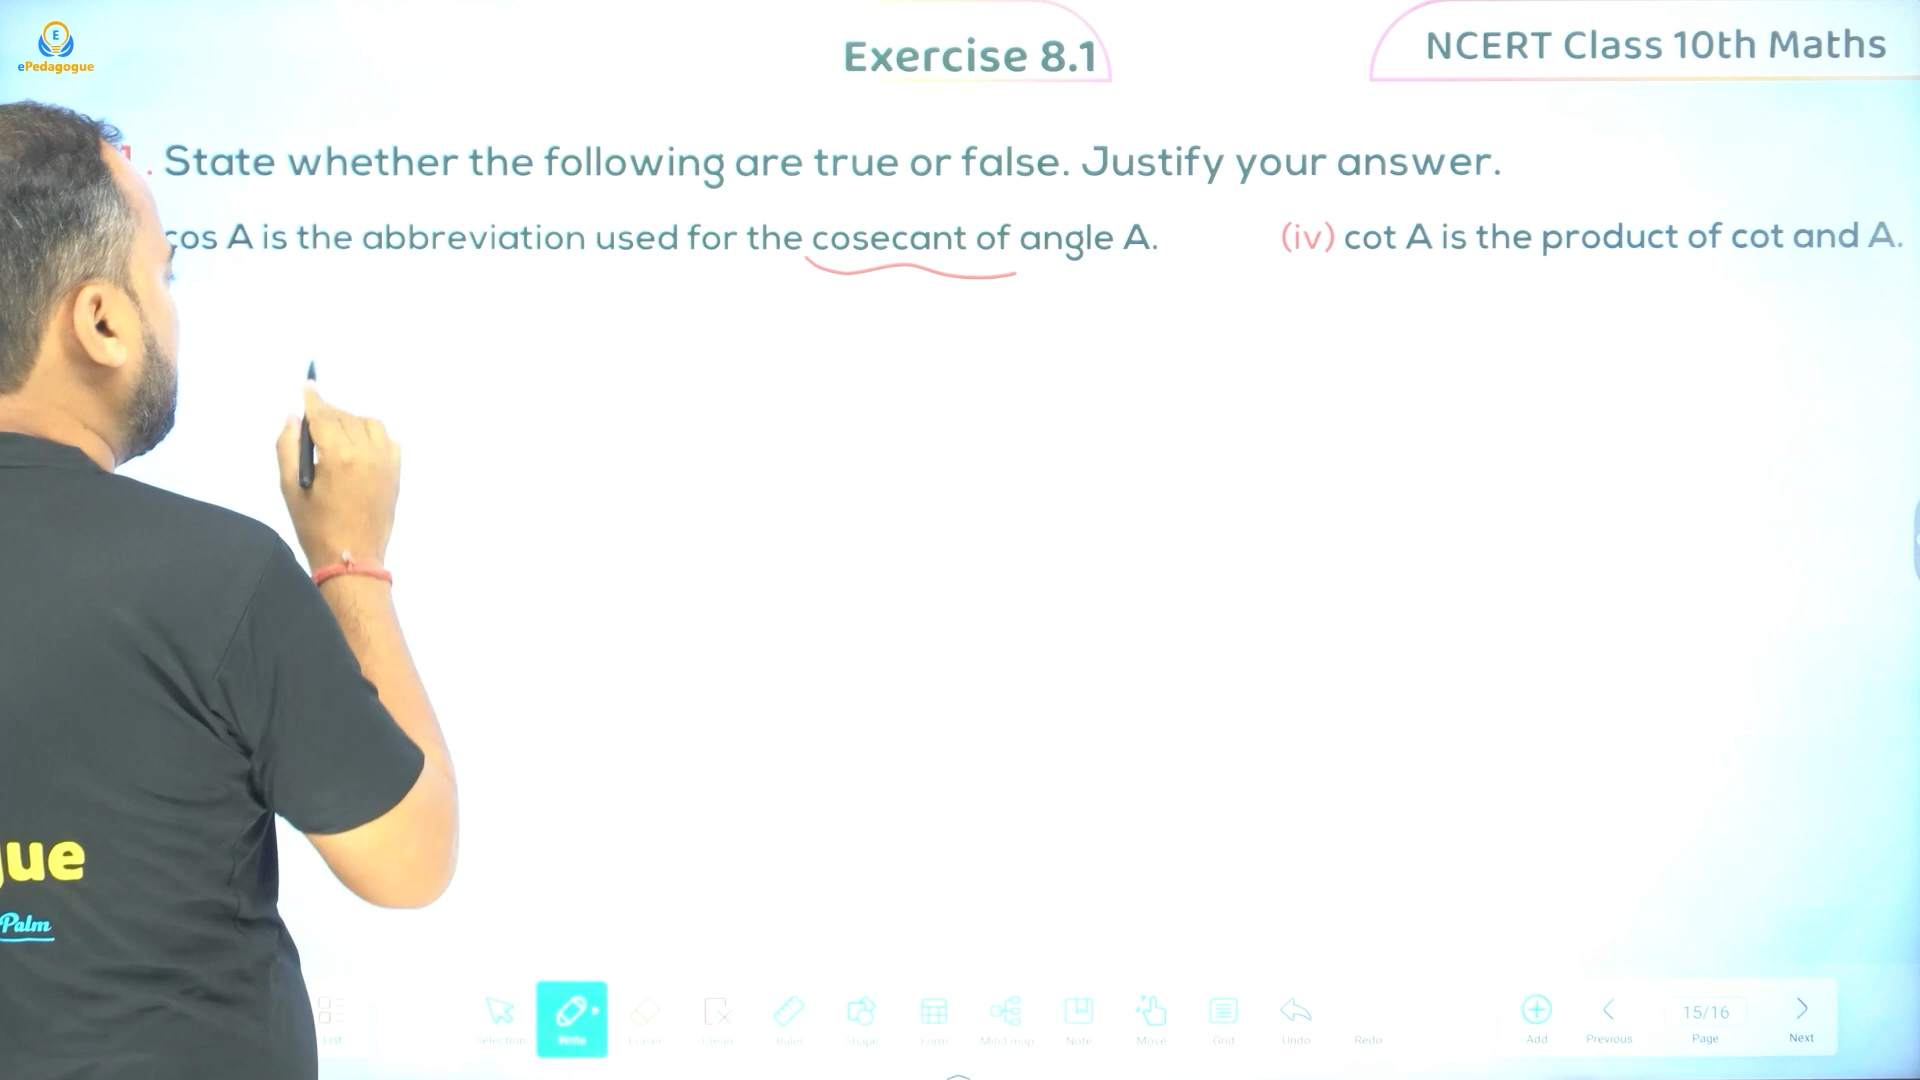 E
ePedagogue
Exercise 8.1
NCERT Class 10th Maths
. State whether the following are true or false. Justify your answer.
cos A is the abbreviation used for the cosecant of angle A.
(iv) cot A is the product of cot and A.
gue
Palm
List
Selection
Write
Eraser
Clean
Ruler
Shape
Form
Mind map
Note
Move
Grid
Undo
Redo
Add
Previous
15/16
Page
Next